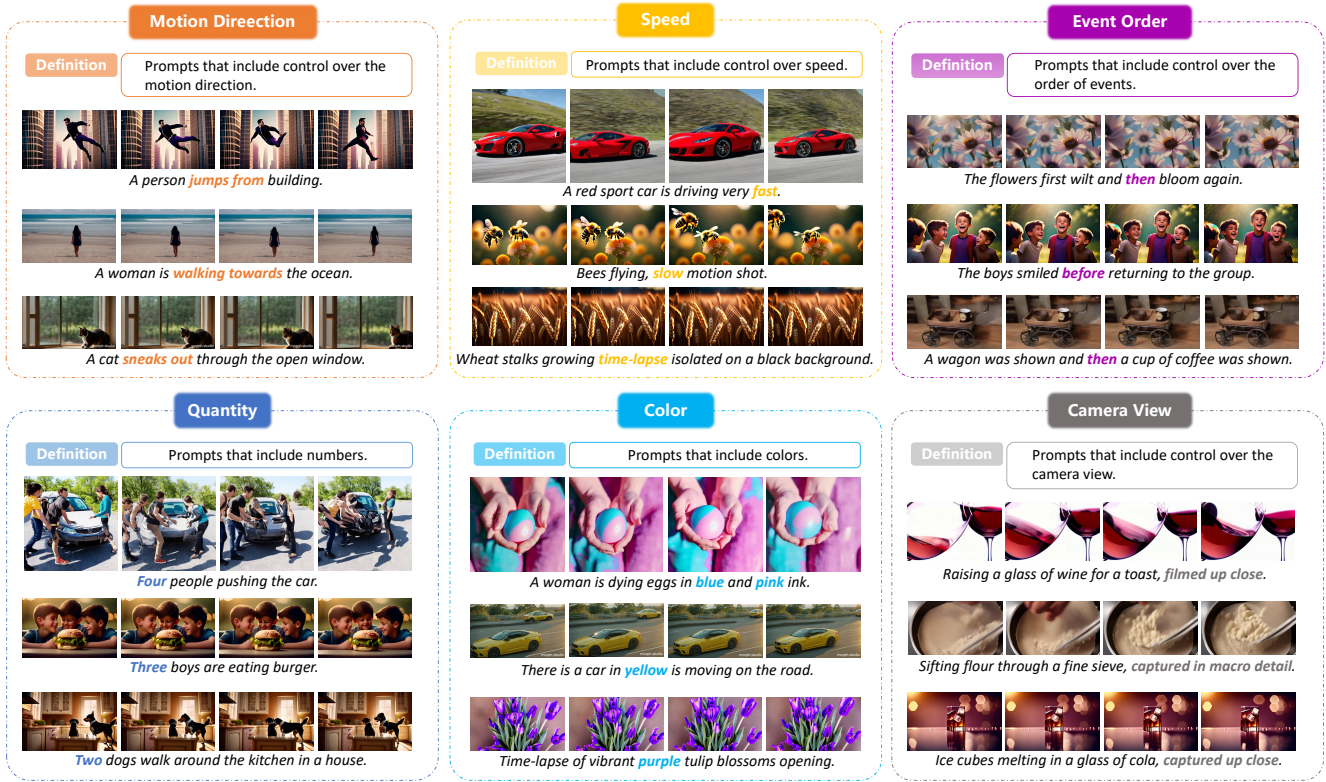 Motion Direection
Definition
Prompts that include control over the
motion direction.
A person jumps from building.
A woman is walking towards the ocean.
A cat sneaks out through the open window.
Speed
Definition
Prompts that include control over speed.
A red sport car is driving very fast.
Bees flying, slow motion shot.
Wheat stalks growing time-lapse isolated on a black background.
Event Order
Definition
Prompts that include control over the
order of events.
The flowers first wilt and then bloom again.
The boys smiled before returning to the group.
A wagon was shown and then a cup of coffee was shown.
Quantity
Definition
Prompts that include numbers.
Four people pushing the car.
Three boys are eating burger.
Two dogs walk around the kitchen in a house.
Color
Definition
Prompts that include colors.
A woman is dying eggs in blue and pink ink.
There is a car in yellow is moving on the road.
Time-lapse of vibrant purple tulip blossoms opening.
Camera View
Definition
Prompts that include control over the
camera view.
Raising a glass of wine for a toast, filmed up close.
Sifting flour through a fine sieve, captured in macro detail.
Ice cubes melting in a glass of cola, captured up close.